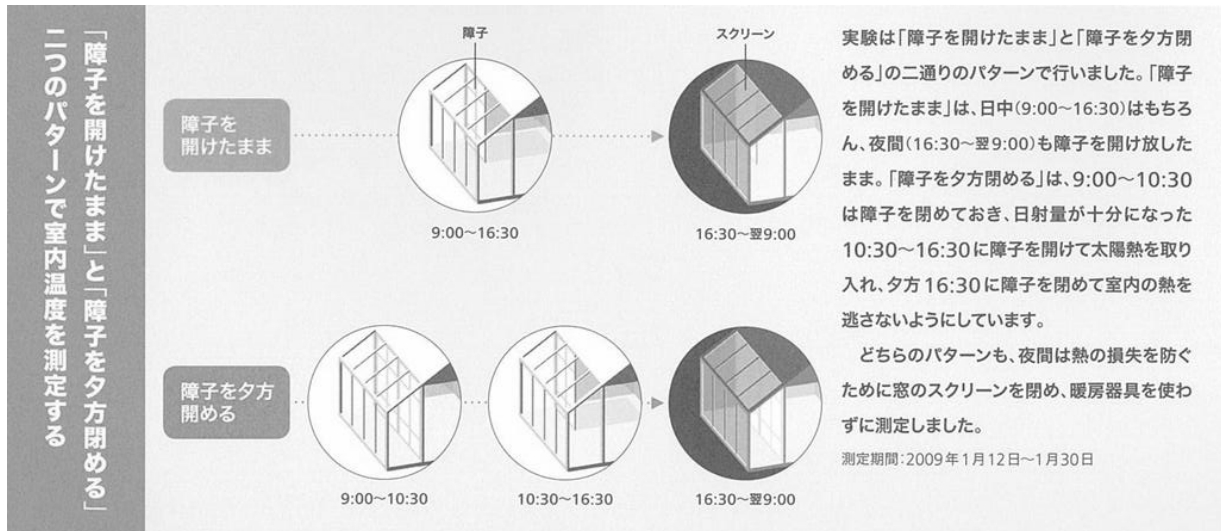 「障子を開けたまま」と「障子を夕方閉める」
二つのパターンで室内温度を測定する
障子を
開けたまま
障子
スクリーン
9:00〜16:30
16:30〜翌9:00
障子を夕方
開める
9:00〜10:30
10:30〜16:30
16:30〜翌9:00
実験は「障子を開けたまま」と「障子を夕方閉
める」の二通りのパターンで行いました。「障子
を開けたまま」は、日中(9:00〜16:30)はもちろ
ん、夜間(16:30〜翌9:00)も障子を開け放した
まま。「障子を夕方閉める」は、9:00〜10:30
は障子を閉めておき、日射量が十分になった
10:30〜16:30に障子を開けて太陽熱を取り
入れ、夕方16:30に障子を閉めて室内の熱を
逃さないようにしています。
どちらのパターンも、夜間は熱の損失を防ぐ
ために窓のスクリーンを閉め、暖房器具を使わ
ずに測定しました。
測定期間:2009年1月12日〜1月30日